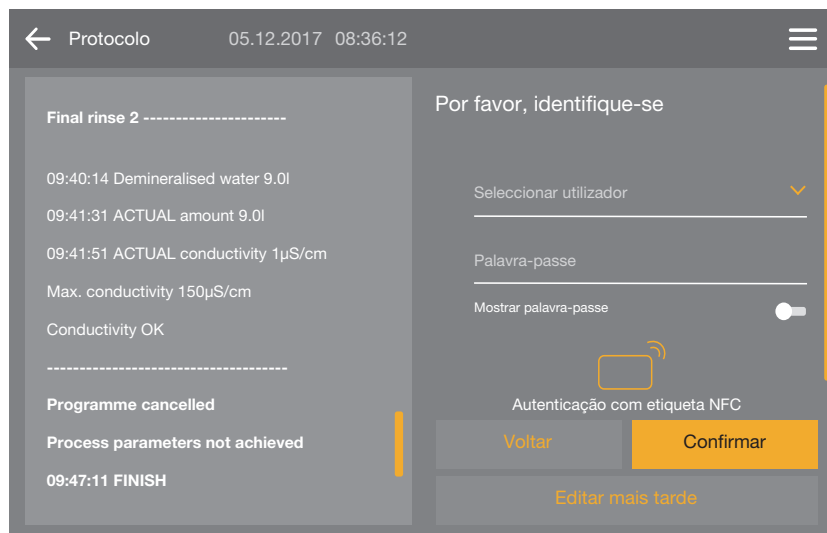 Protocolo 05.12.2017 08:36:12
Final rinse 2 ----------------------
09:40:14 Demineralised water 9.0l
09:41:31 ACTUAL amount 9.0l
09:41:51 ACTUAL conductivity 1µS/cm
Max. conductivity 150µS/cm
Conductivity OK
-------------------------------------
Programme cancelled
Process parameters not achieved
09:47:11 FINISH
Por favor, identifique-se
Seleccionar utilizador
Palavra-passe
Mostrar palavra-passe
Autenticação com etiqueta NFC
Voltar Confirmar
Editar mais tarde